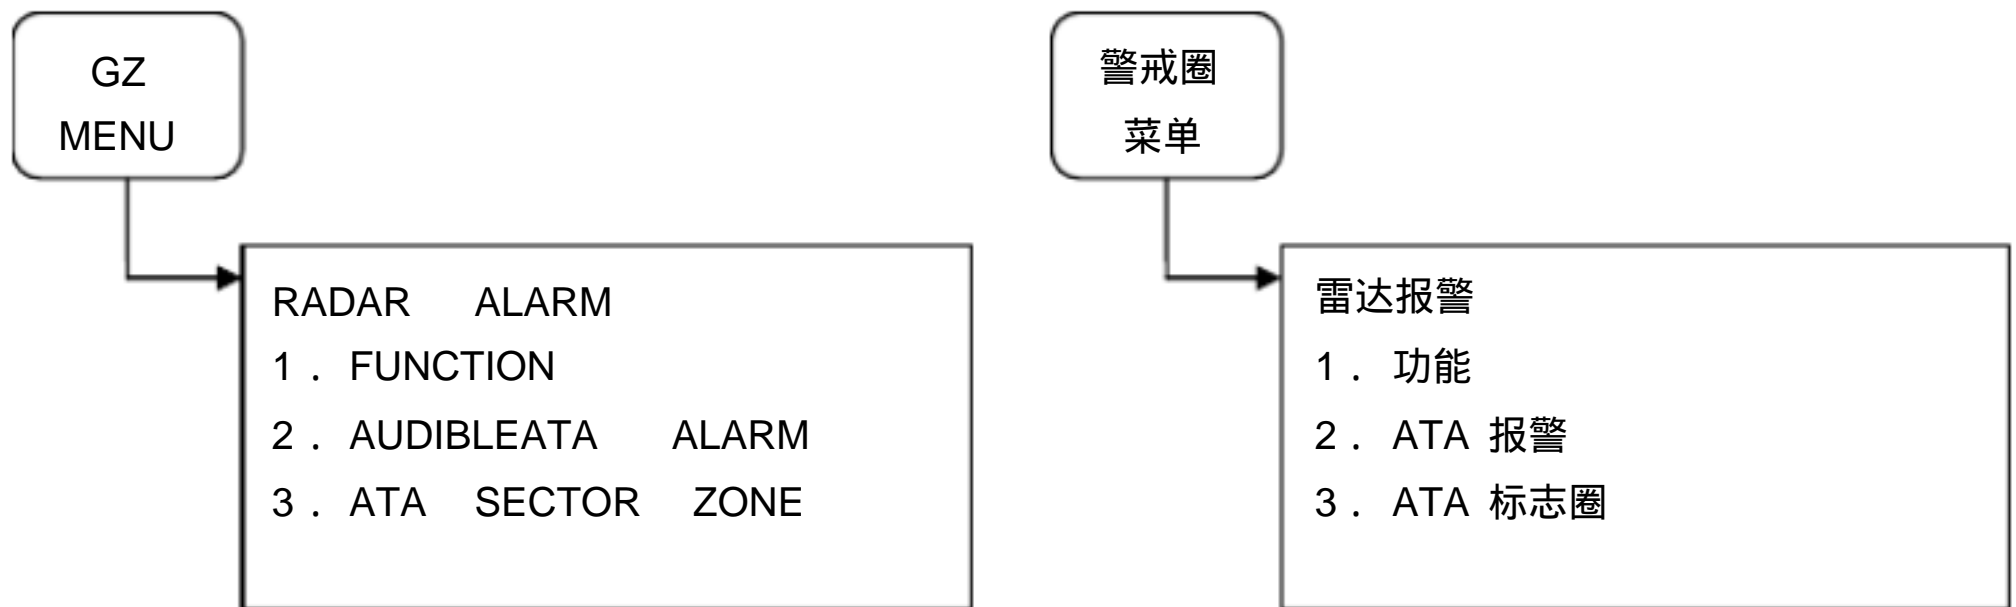 GZ
MENU
RADAR ALARM
1． FUNCTION
2． AUDIBLEATA ALARM
3． ATA SECTOR ZONE
警戒圈
菜单
雷达报警
1． 功能
2． ATA 报警
3． ATA 标志圈